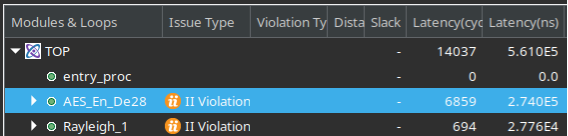 Modules & Loops Issue Type Violation Ty Dista Slack Latency(cyc Latency(ns)
TOP - 14037 5.610E5
entry_proc - 0 0.0
AES_En_De28 II Violation - 6859 2.740E5
Rayleigh_1 II Violation - 694 2.776E4